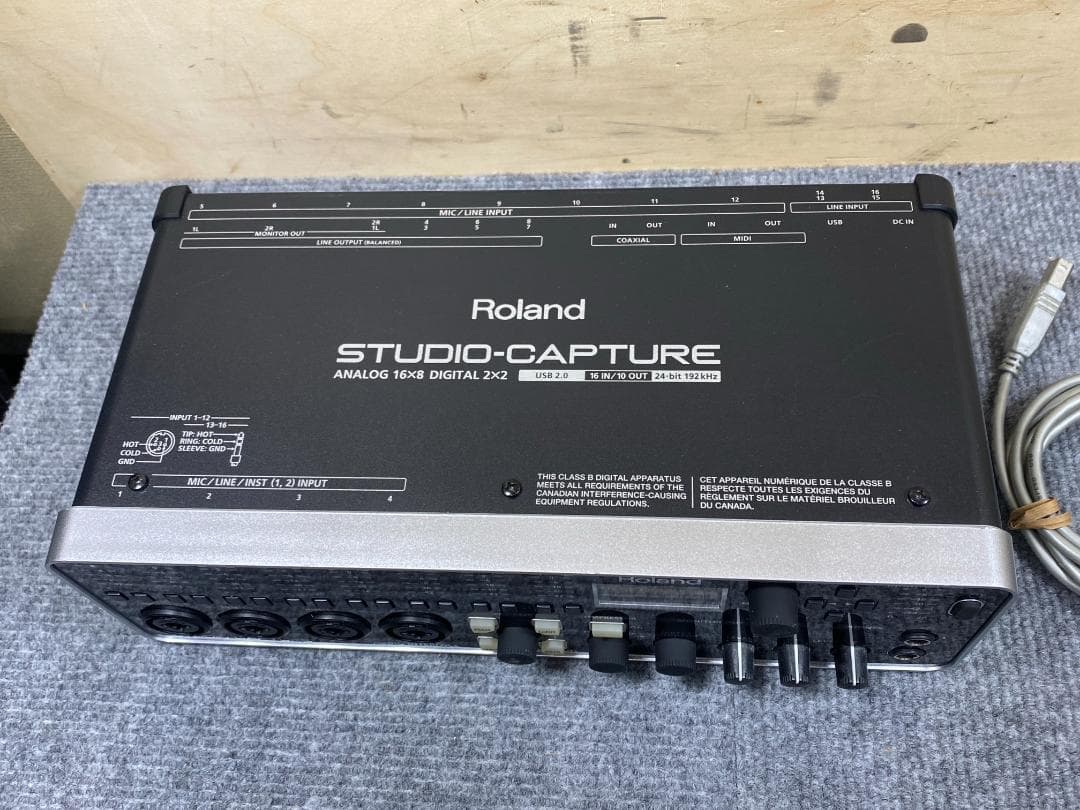 5 6 7 8 9 10 11 12 14 16
13 15
MIC/LINE INPUT
LINE INPUT
1L 2R 2R 4 6 8
1L 3 5 7
MONITOR OUT
LINE OUTPUT (BALANCED)
IN OUT IN OUT USB DC IN
COAXIAL MIDI
Roland
STUDIO-CAPTURE
ANALOG 16×8 DIGITAL 2×2 USB 2.0 16 IN/10 OUT 24-bit 192kHz
INPUT 1-12
13-16
HOT
COLD
GND
2 1
3
TIP: HOT
RING: COLD
SLEEVE: GND
MIC/LINE/INST (1, 2) INPUT
1 2 3 4
THIS CLASS B DIGITAL APPARATUS
MEETS ALL REQUIREMENTS OF THE
CANADIAN INTERFERENCE-CAUSING
EQUIPMENT REGULATIONS.
CET APPAREIL NUMÉRIQUE DE LA CLASSE B
RESPECTE TOUTES LES EXIGENCES DU
RÈGLEMENT SUR LE MATÉRIEL BROUILLEUR
DU CANADA.
Roland